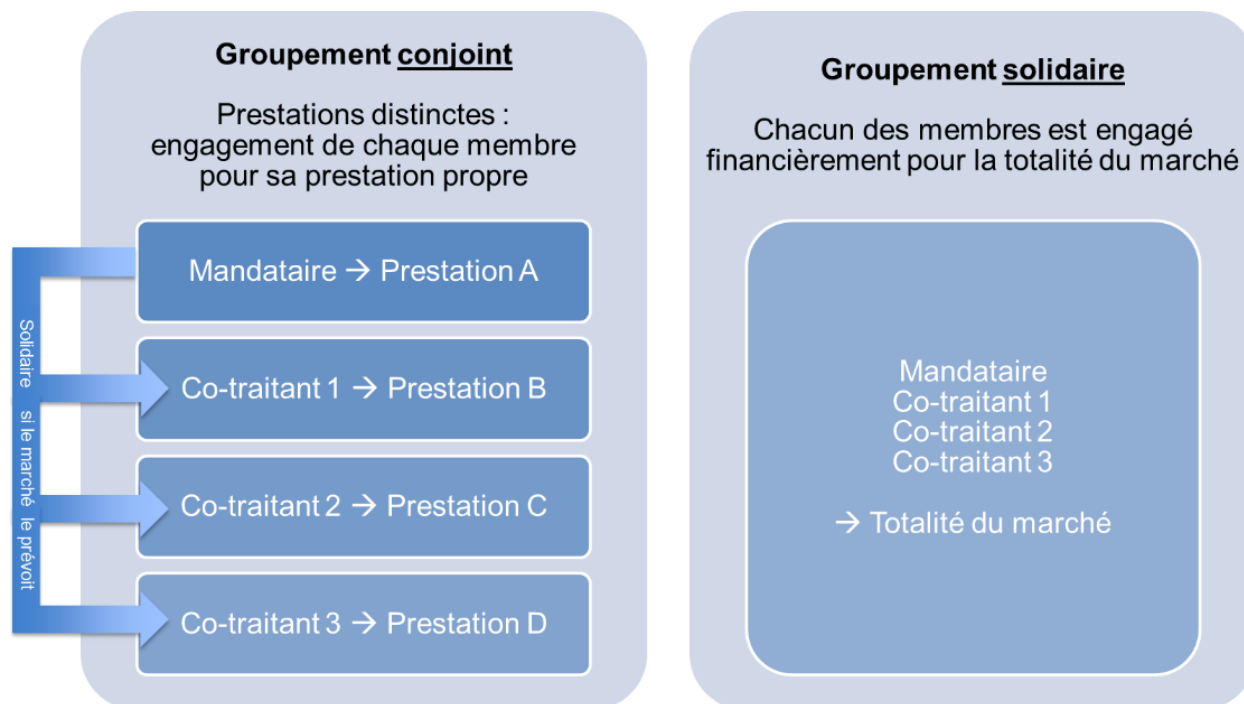 Groupement conjoint
Prestations distinctes :
engagement de chaque membre
pour sa prestation propre
Mandataire → Prestation A
Co-traitant 1 → Prestation B
Co-traitant 2 → Prestation C
Co-traitant 3 → Prestation D
Solidaire si le marché le prévoit
Groupement solidaire
Chacun des membres est engagé
financièrement pour la totalité du marché
Mandataire
Co-traitant 1
Co-traitant 2
Co-traitant 3
→ Totalité du marché